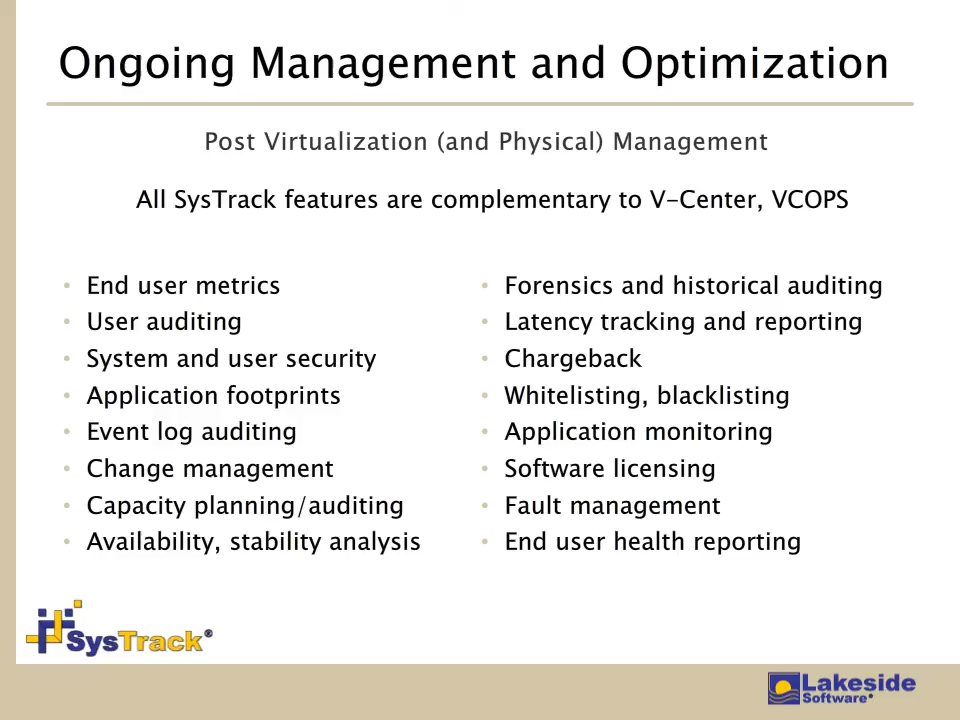 Ongoing Management and Optimization
Post Virtualization (and Physical) Management
All SysTrack features are complementary to V-Center, VCOPS
• End user metrics
• User auditing
• System and user security
• Application footprints
• Event log auditing
• Change management
• Capacity planning/auditing
• Availability, stability analysis
• Forensics and historical auditing
• Latency tracking and reporting
• Chargeback
• Whitelisting, blacklisting
• Application monitoring
• Software licensing
• Fault management
• End user health reporting
SysTrack®
Lakeside
Software®